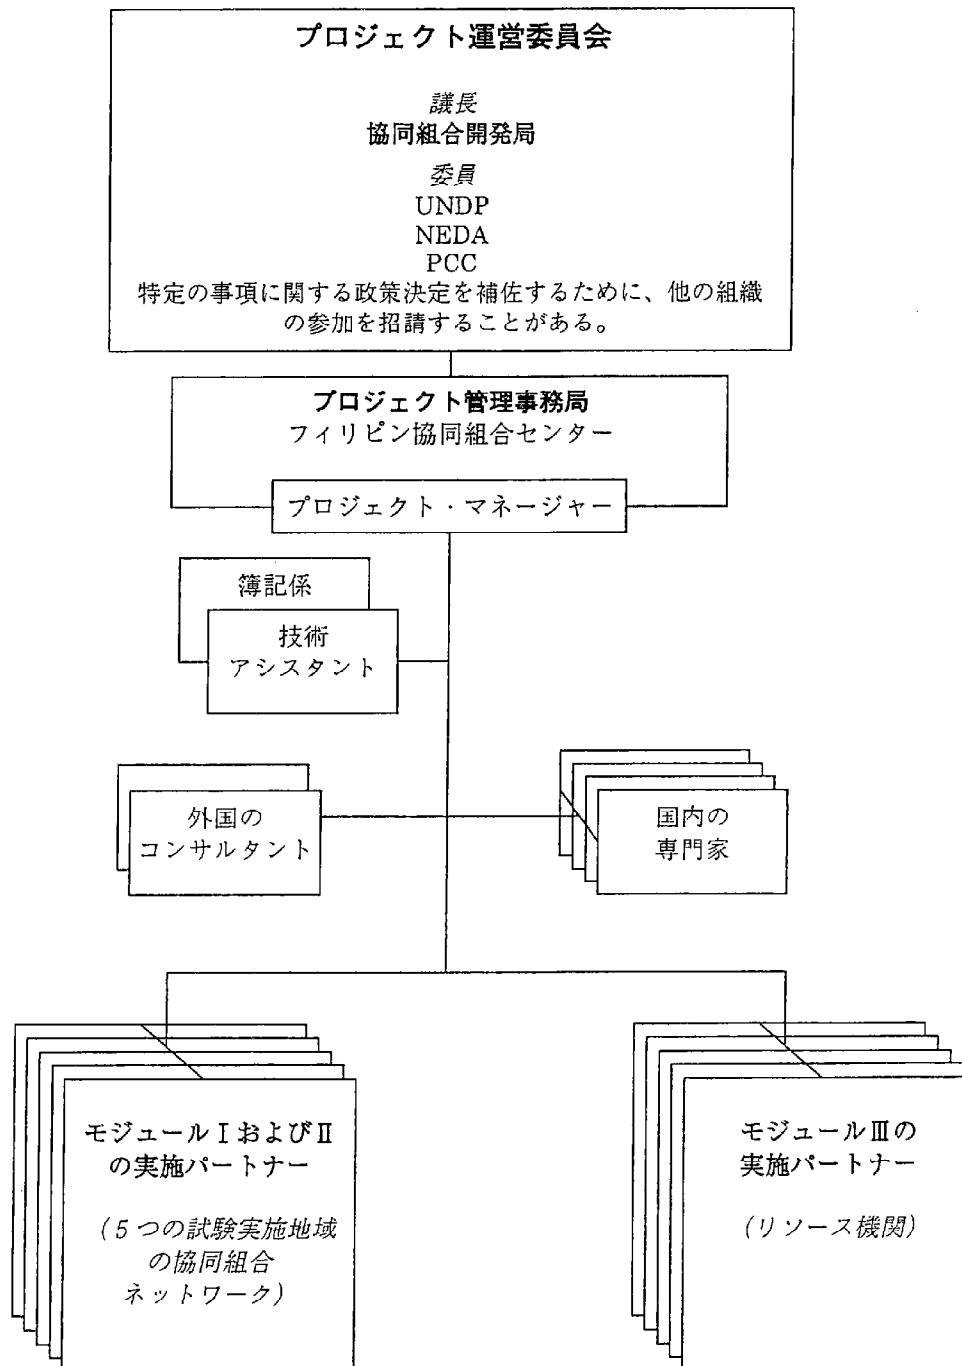 プロジェクト運営委員会
議長
協同組合開発局
委員
UNDP
NEDA
PCC
特定の事項に関する政策決定を補佐するために、他の組織
の参加を招請することがある。
プロジェクト管理事務局
フィリピン協同組合センター
プロジェクト・マネージャー
簿記係
技術
アシスタント
外国の
コンサルタント
国内の
専門家
モジュールⅠおよびⅡ
の実施パートナー
(5つの試験実施地域
の協同組合
ネットワーク)
モジュールⅢの
実施パートナー
(リソース機関)